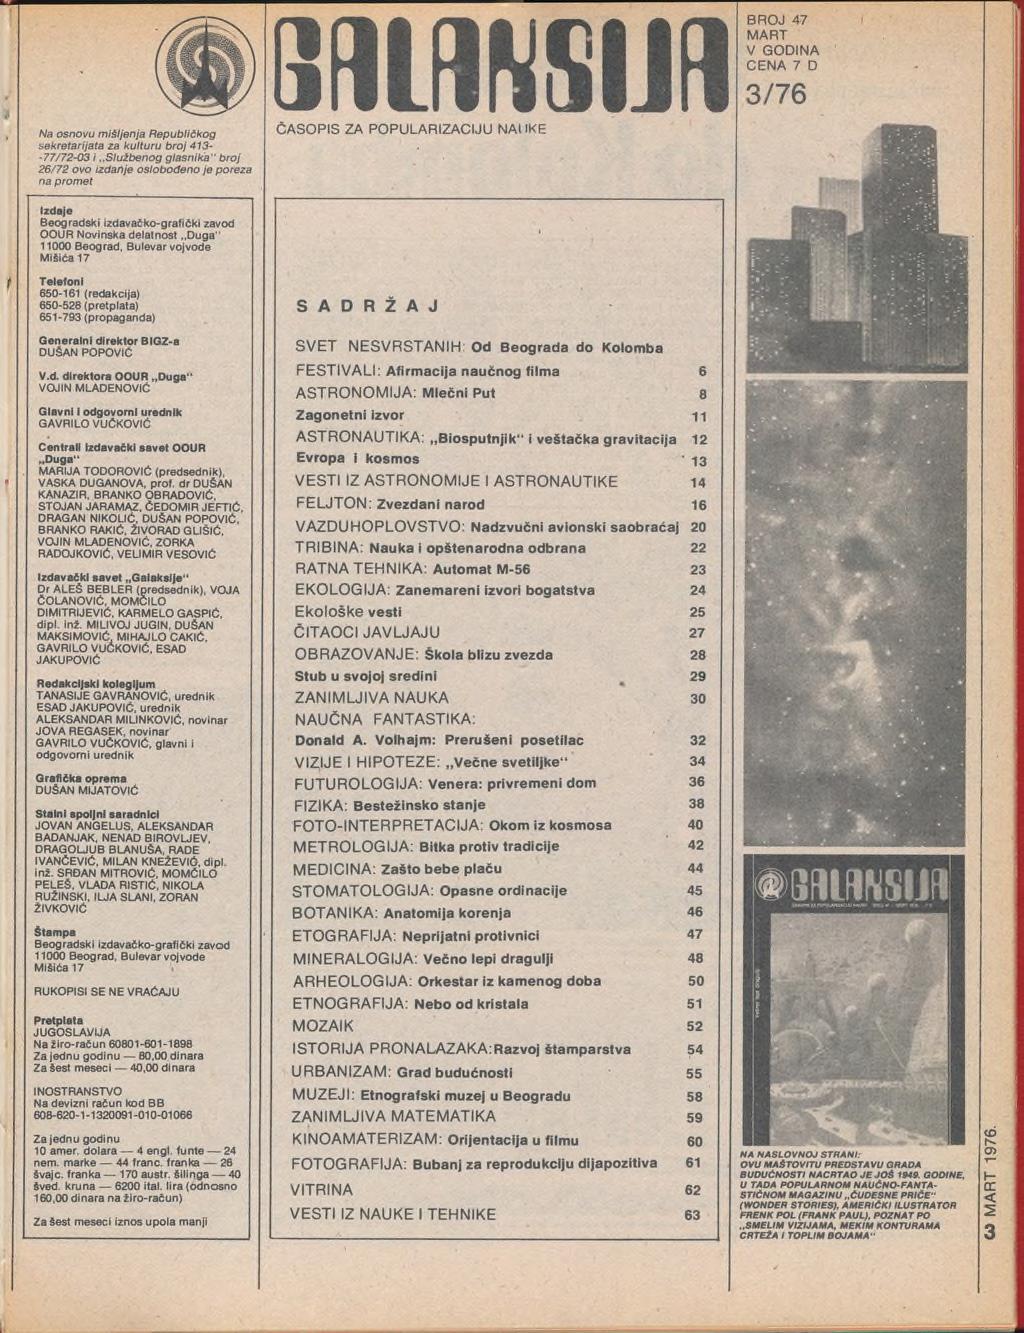 GALAKSIJA
ČASOPIS ZA POPULARIZACIJU NAUKE
BROJ 47
MART
V GODINA
CENA 7 D
3/76
Na osnovu mišljenja Republičkog
sekretarijata za kulturu broj 413-
-77/72-03 i „Službenog glasnika" broj
26/72 ovo izdanje oslobođeno je poreza
na promet
Izdaje
Beogradski izdavačko-grafički zavod
OOUR Novinska delatnost „Duga"
11000 Beograd, Bulevar vojvode
Mišića 17
Telefoni
650-161 (redakcija)
650-528 (pretplata)
651-793 (propaganda)
Generalni direktor BIGZ-a
DUŠAN POPOVIĆ
V.d. direktora OOUR „Duga"
VOJIN MLADENOVIĆ
Glavni i odgovorni urednik
GAVRILO VUČKOVIĆ
Centrali izdavački savet OOUR
„Duga"
MARIJA TODOROVIĆ (predsednik),
VASKA DUGANOVA, prof. dr DUŠAN
KANAZIR, BRANKO OBRADOVIĆ,
STOJAN JARAMAZ, ČEDOMIR JEFTIĆ,
DRAGAN NIKOLIĆ, DUŠAN POPOVIĆ,
BRANKO RAKIĆ, ŽIVORAD GLIŠIĆ,
VOJIN MLADENOVIĆ, ZORKA
RADOJKOVIĆ, VELIMIR VESOVIĆ
Izdavački savet „Galaksije"
Dr ALEŠ BEBLER (predsednik), VOJA
ČOLANOVIĆ, MOMČILO
DIMITRIJEVIĆ, KARMELO GASPIĆ,
dipl. inž. MILIVOJ JUGIN, DUŠAN
MAKSIMOVIĆ, MIHAJLO CAKIĆ,
GAVRILO VUČKOVIĆ, ESAD
JAKUPOVIĆ
Redakcijski kolegijum
TANASIJE GAVRANOVIĆ, urednik
ESAD JAKUPOVIĆ, urednik
ALEKSANDAR MILINKOVIĆ, novinar
JOVA REGASEK, novinar
GAVRILO VUČKOVIĆ, glavni i
odgovorni urednik
Grafička oprema
DUŠAN MIJATOVIĆ
Stalni spoljni saradnici
JOVAN ANGELUS, ALEKSANDAR
BADANJAK, NENAD BIROVLJEV,
DRAGOLJUB BLANUŠA, RADE
IVANČEVIĆ, MILAN KNEŽEVIĆ, dipl.
inž. SRĐAN MITROVIĆ, MOMČILO
PELEŠ, VLADA RISTIĆ, NIKOLA
RUŽINSKI, ILJA SLANI, ZORAN
ŽIVKOVIĆ
Štampa
Beogradski izdavačko-grafički zavod
11000 Beograd, Bulevar vojvode
Mišića 17
RUKOPISI SE NE VRAĆAJU
Pretplata
JUGOSLAVIJA
Na žiro-račun 60801-601-1898
Za jednu godinu — 80,00 dinara
Za šest meseci — 40,00 dinara
INOSTRANSTVO
Na devizni račun kod BB
608-620-1-1320091-010-01066
Za jednu godinu
10 amer. dolara — 4 engl. funte — 24
nem. marke — 44 franc. franka — 26
švajc. franka — 170 austr. šilinga — 40
šved. kruna — 6200 ital. lira (odnosno
160,00 dinara na žiro-račun)
Za šest meseci iznos upola manji
SADRŽAJ
SVET NESVRSTANIH: Od Beograda do Kolomba
FESTIVALI: Afirmacija naučnog filma 6
ASTRONOMIJA: Mlečni Put 8
Zagonetni izvor 11
ASTRONAUTIKA: „Biosputnjik" i veštačka gravitacija 12
Evropa i kosmos 13
VESTI IZ ASTRONOMIJE I ASTRONAUTIKE 14
FELJTON: Zvezdani narod 16
VAZDUHOPLOVSTVO: Nadzvučni avionski saobraćaj 20
TRIBINA: Nauka i opštenarodna odbrana 22
RATNA TEHNIKA: Automat M-56 23
EKOLOGIJA: Zanemareni izvori bogatstva 24
Ekološke vesti 25
ČITAOCI JAVLJAJU 27
OBRAZOVANJE: Škola blizu zvezda 28
Stub u svojoj sredini 29
ZANIMLJIVA NAUKA 30
NAUČNA FANTASTIKA:
Donald A. Volhajm: Prerušeni posetilac 32
VIZIJE I HIPOTEZE: „Večne svetiljke" 34
FUTUROLOGIJA: Venera: privremeni dom 36
FIZIKA: Bestežinsko stanje 38
FOTO-INTERPRETACIJA: Okom iz kosmosa 40
METROLOGIJA: Bitka protiv tradicije 42
MEDICINA: Zašto bebe plaču 44
STOMATOLOGIJA: Opasne ordinacije 45
BOTANIKA: Anatomija korenja 46
ETOGRAFIJA: Neprijatni protivnici 47
MINERALOGIJA: Večno lepi dragulji 48
ARHEOLOGIJA: Orkestar iz kamenog doba 50
ETNOGRAFIJA: Nebo od kristala 51
MOZAIK 52
ISTORIJA PRONALAZAKA: Razvoj štamparstva 54
URBANIZAM: Grad budućnosti 55
MUZEJI: Etnografski muzej u Beogradu 58
ZANIMLJIVA MATEMATIKA 59
KINOAMATERIZAM: Orijentacija u filmu 60
FOTOGRAFIJA: Bubanj za reprodukciju dijapozitiva 61
VITRINA 62
VESTI IZ NAUKE I TEHNIKE 63
GALAKSIJA
NA NASLOVNOJ STRANI:
OVU MAŠTOVITU PREDSTAVU GRADA
BUDUĆNOSTI NACRTAO JE JOŠ 1949. GODINE,
U TADA POPULARNOM NAUČNO-FANTA-
STIČNOM MAGAZINU „ČUDESNE PRIČE"
(WONDER STORIES), AMERIČKI ILUSTRATOR
FRENK POL (FRANK PAUL), POZNAT PO
„SMELIM VIZIJAMA, MEKIM KONTURAMA
CRTEŽA I TOPLIM BOJAMA"
MART 1976.
3